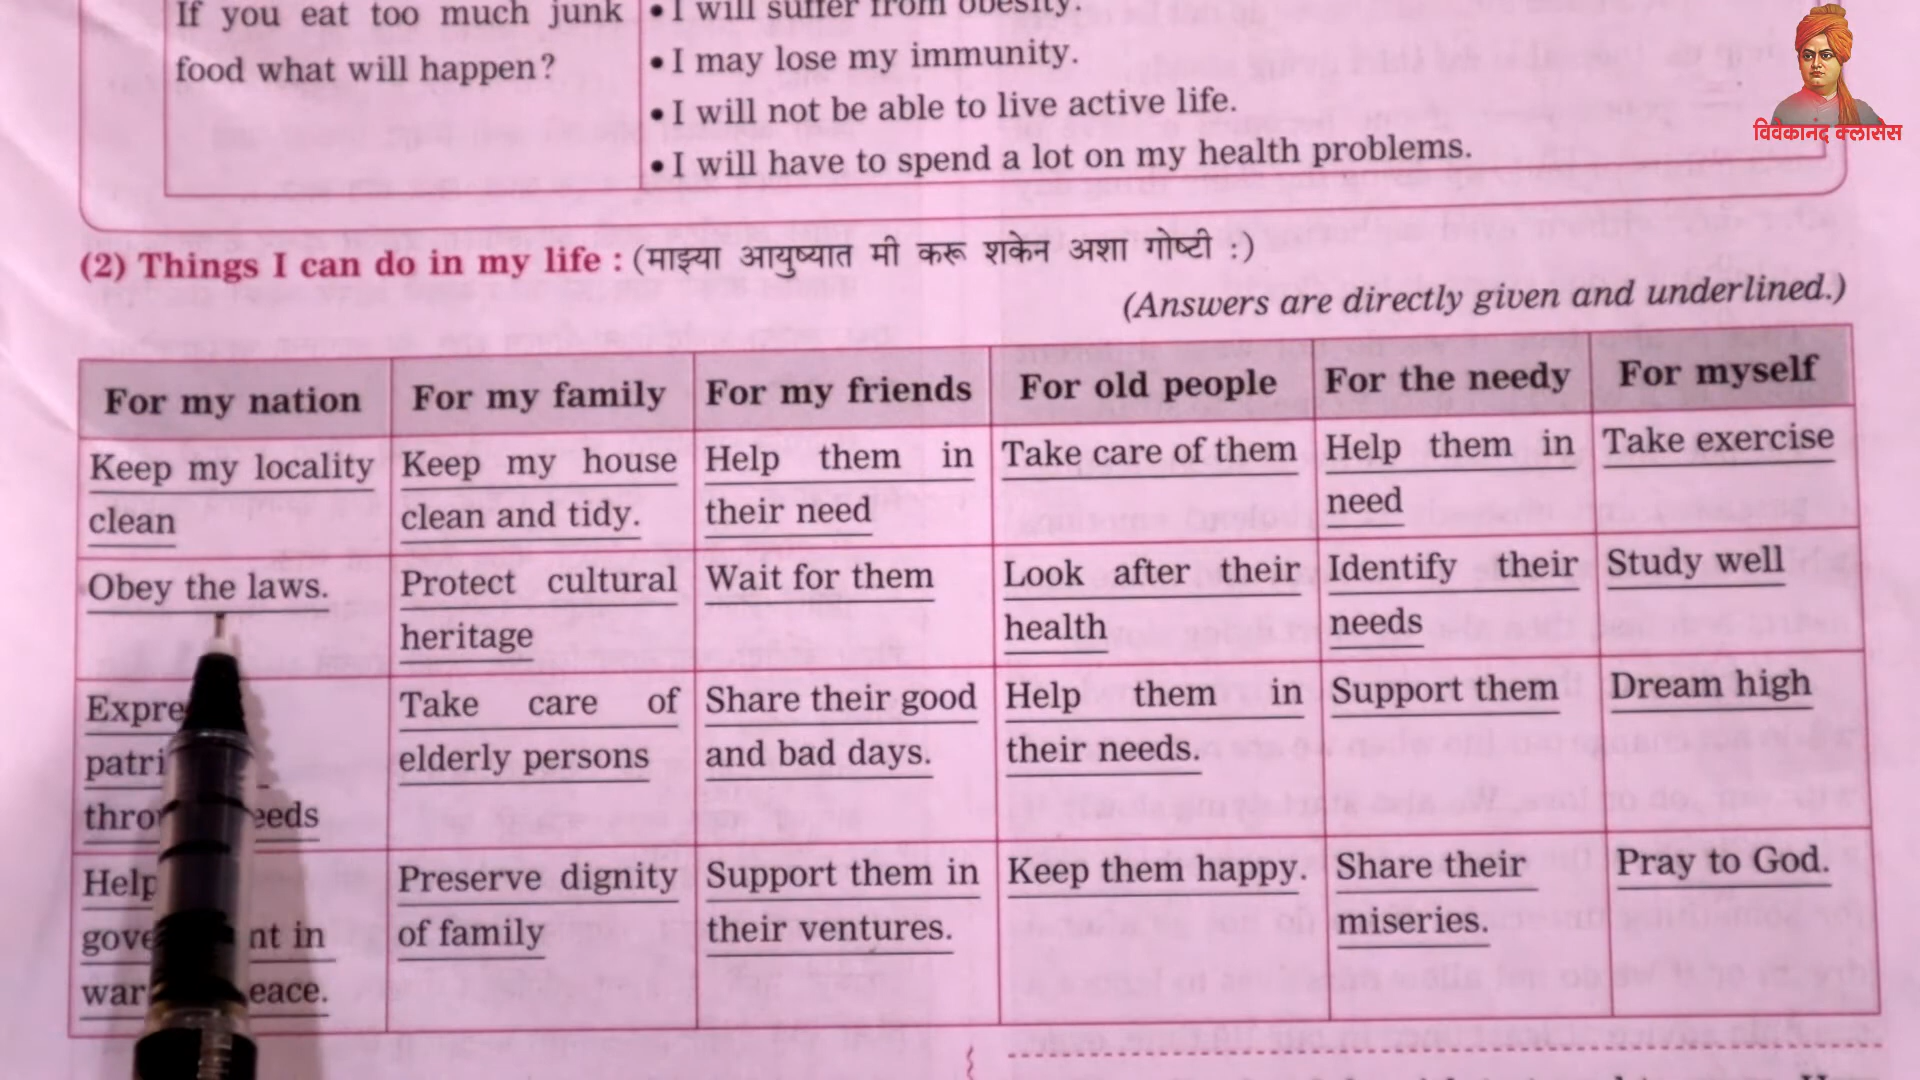 If you eat too much junk
food what will happen?
• I will suffer from obesity.
• I may lose my immunity.
• I will not be able to live active life.
• I will have to spend a lot on my health problems.
विवेकानंद क्लासेस
(2) Things I can do in my life : (माझ्या आयुष्यात मी करू शकेन अशा गोष्टी :)
(Answers are directly given and underlined.)
For my nation For my family For my friends For old people For the needy For myself
Keep my locality
clean
Keep my house
clean and tidy.
Help them in
their need
Take care of them
Help them in
need
Take exercise
Obey the laws.
Protect cultural
heritage
Wait for them
Look after their
health
Identify their
needs
Study well
Take care of
elderly persons
Share their good
and bad days.
Help them in
their needs.
Support them
Dream high
Help
in
Preserve dignity
of family
Support them in
their ventures.
Keep them happy.
Share their
miseries.
Pray to God.